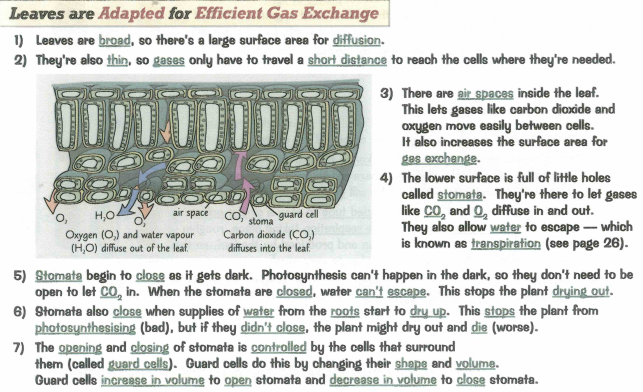 Leaves are Adapted for Efficient Gas Exchange
1) Leaves are broad, so there's a large surface area for diffusion.
2) They're also thin, so gases only have to travel a short distance to reach the cells where they're needed.
O₂
H₂O
O₂
air space
CO₂
stoma
guard cell
Oxygen (O₂) and water vapour
(H₂O) diffuse out of the leaf.
Carbon dioxide (CO₂)
diffuses into the leaf.
3) There are air spaces inside the leaf.
This lets gases like carbon dioxide and
oxygen move easily between cells.
It also increases the surface area for
gas exchange.
4) The lower surface is full of little holes
called stomata. They're there to let gases
like CO₂ and O₂ diffuse in and out.
They also allow water to escape — which
is known as transpiration (see page 26).
5) Stomata begin to close as it gets dark. Photosynthesis can't happen in the dark, so they don't need to be
open to let CO₂ in. When the stomata are closed, water can't escape. This stops the plant drying out.
6) Stomata also close when supplies of water from the roots start to dry up. This stops the plant from
photosynthesising (bad), but if they didn't close, the plant might dry out and die (worse).
7) The opening and closing of stomata is controlled by the cells that surround
them (called guard cells). Guard cells do this by changing their shape and volume.
Guard cells increase in volume to open stomata and decrease in volume to close stomata.